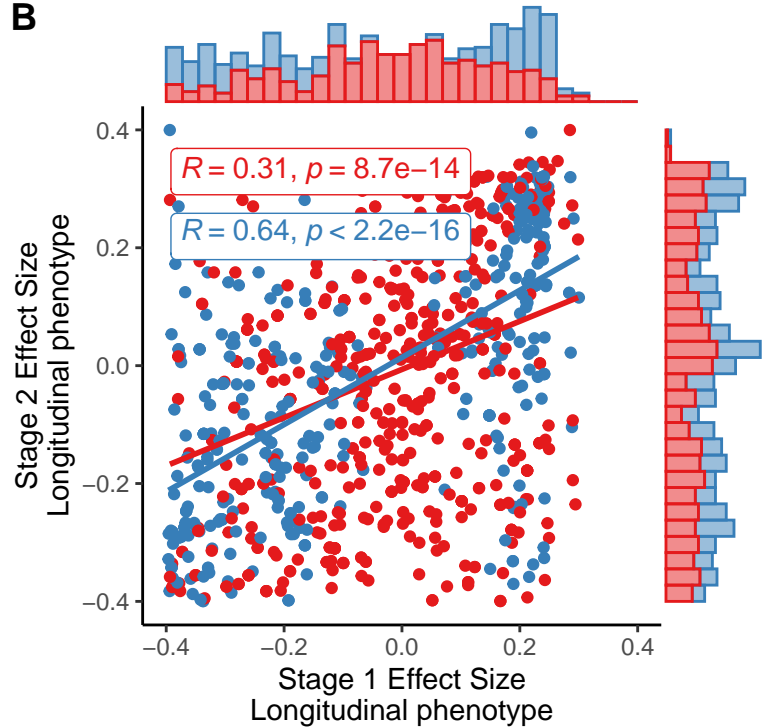 B
R = 0.31, p = 8.7e−14
R = 0.64, p < 2.2e−16
0.4
0.2
0.0
−0.2
−0.4
Stage 2 Effect Size
Longitudinal phenotype
−0.4 −0.2 0.0 0.2 0.4
Stage 1 Effect Size
Longitudinal phenotype